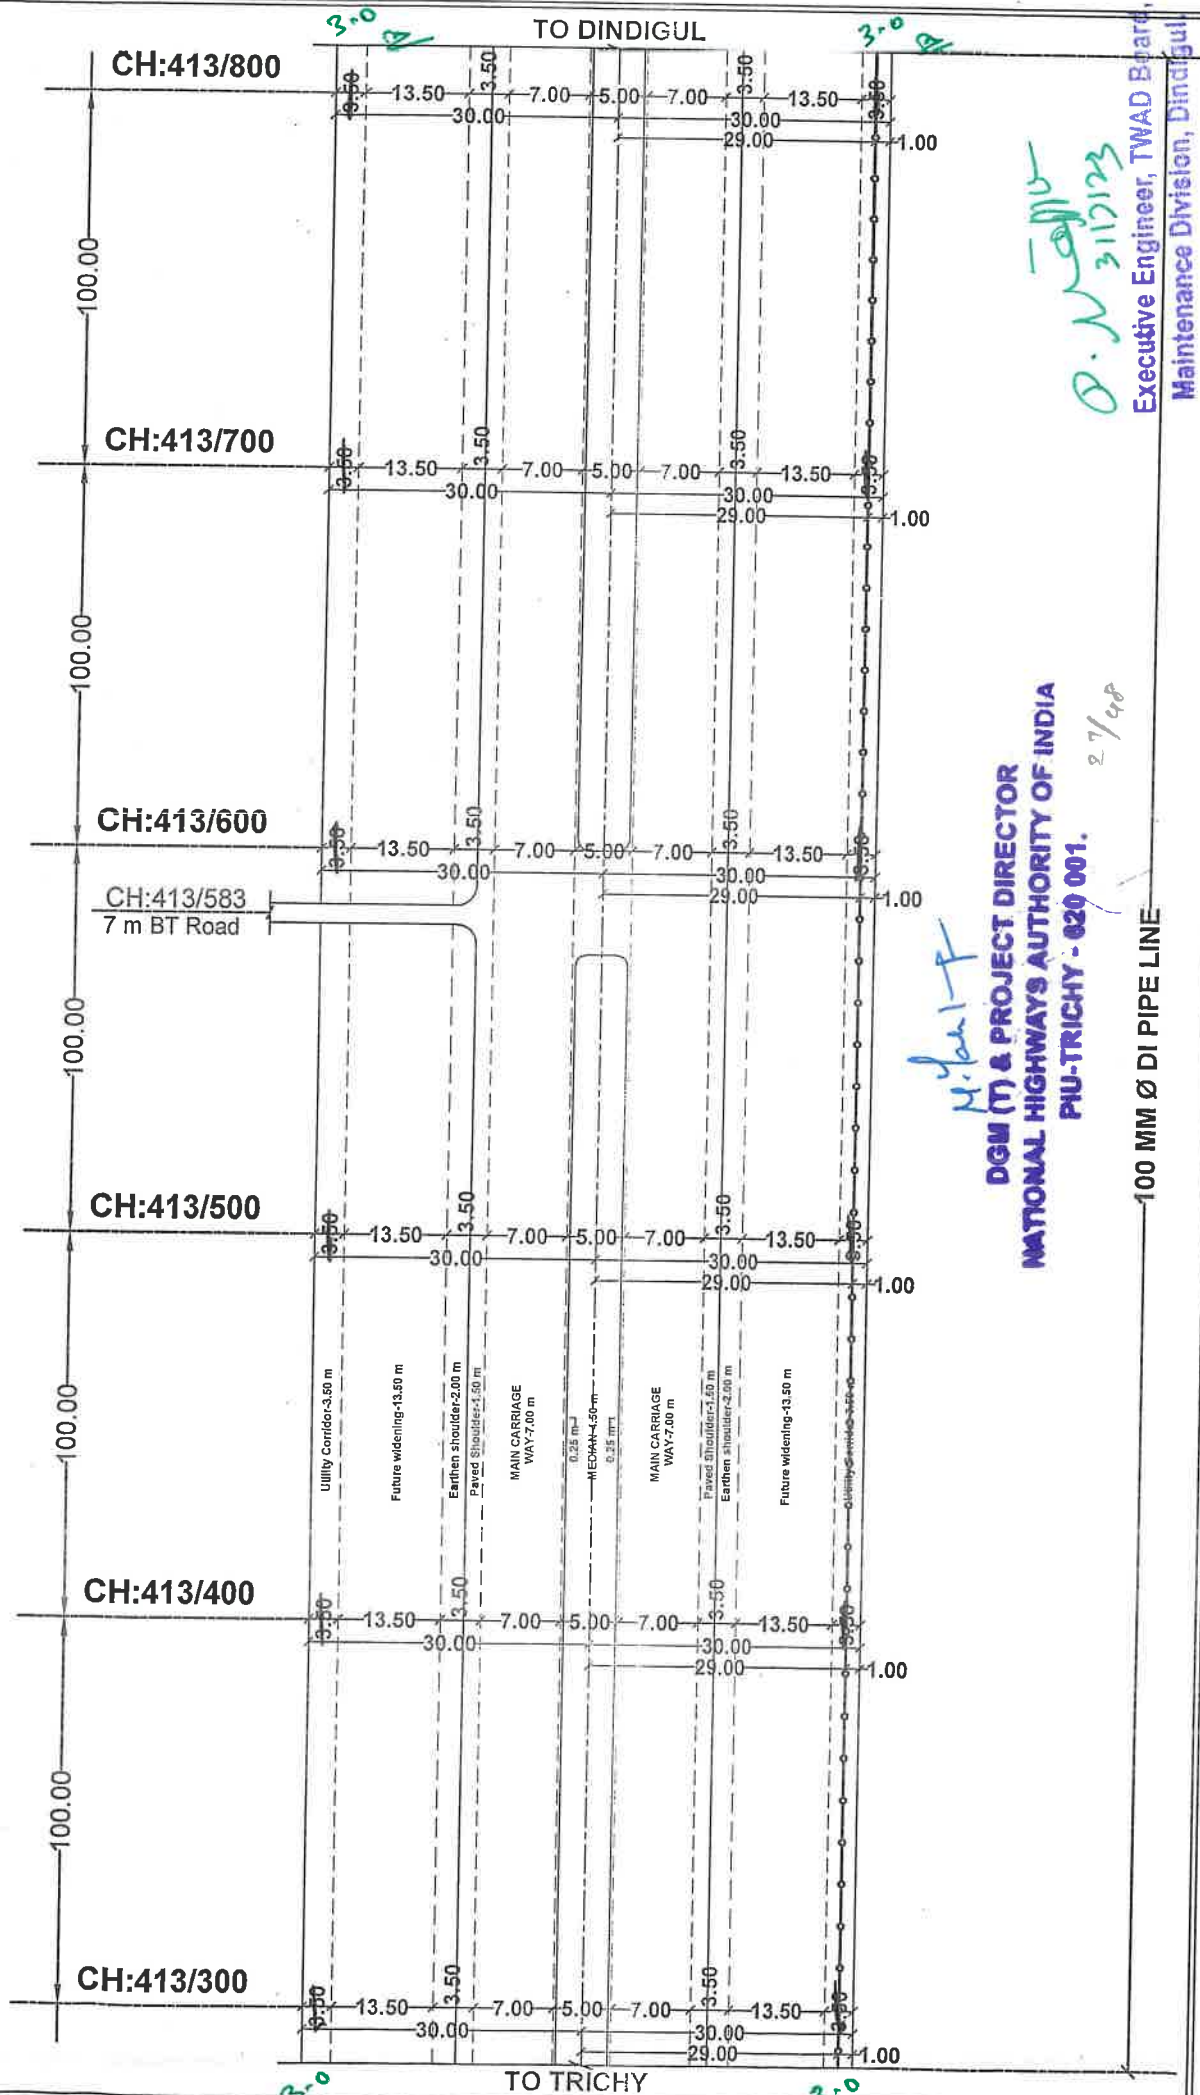 3.0
TO DINDIGUL
3.0
CH:413/800
3.50
13.50
3.50
7.00
5.00
7.00
3.50
13.50
3.50
30.00
30.00
29.00
1.00
100.00
31/7/23
Executive Engineer, TWAD Board,
Maintenance Division, Dindigul.
CH:413/700
3.50
13.50
3.50
7.00
5.00
7.00
3.50
13.50
3.50
30.00
30.00
29.00
1.00
100.00
CH:413/600
3.50
13.50
3.50
7.00
5.00
7.00
3.50
13.50
3.50
30.00
30.00
29.00
1.00
CH:413/583
7 m BT Road
100.00
DGM (T) & PROJECT DIRECTOR
NATIONAL HIGHWAYS AUTHORITY OF INDIA
PIU-TRICHY - 620 001.
27/48
100 MM Ø DI PIPE LINE
CH:413/500
3.50
13.50
3.50
7.00
5.00
7.00
3.50
13.50
3.50
30.00
30.00
29.00
1.00
100.00
Utility Corridor-3.50 m
Future widening-13.50 m
Earthen shoulder-2.00 m
Paved Shoulder-1.50 m
MAIN CARRIAGE
WAY-7.00 m
0.25 m
MEDIAN-4.50 m
0.25 m
MAIN CARRIAGE
WAY-7.00 m
Paved Shoulder-1.50 m
Earthen shoulder-2.00 m
Future widening-13.50 m
Utility Corridor-3.50 m
CH:413/400
3.50
13.50
3.50
7.00
5.00
7.00
3.50
13.50
3.50
30.00
30.00
29.00
1.00
100.00
CH:413/300
3.50
13.50
3.50
7.00
5.00
7.00
3.50
13.50
3.50
30.00
30.00
29.00
1.00
3.0
TO TRICHY
3.0